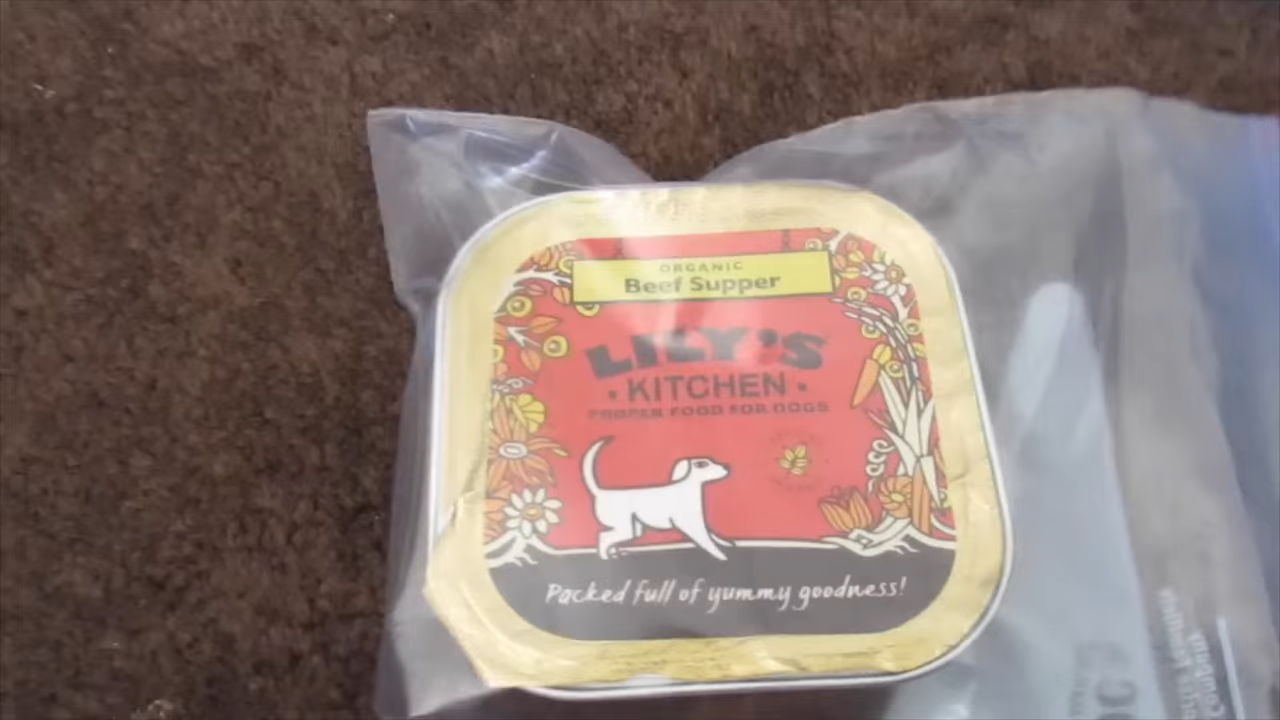 ORGANIC
Beef Supper
LILY'S
· KITCHEN ·
PROPER FOOD FOR DOGS
Packed full of yummy goodness!